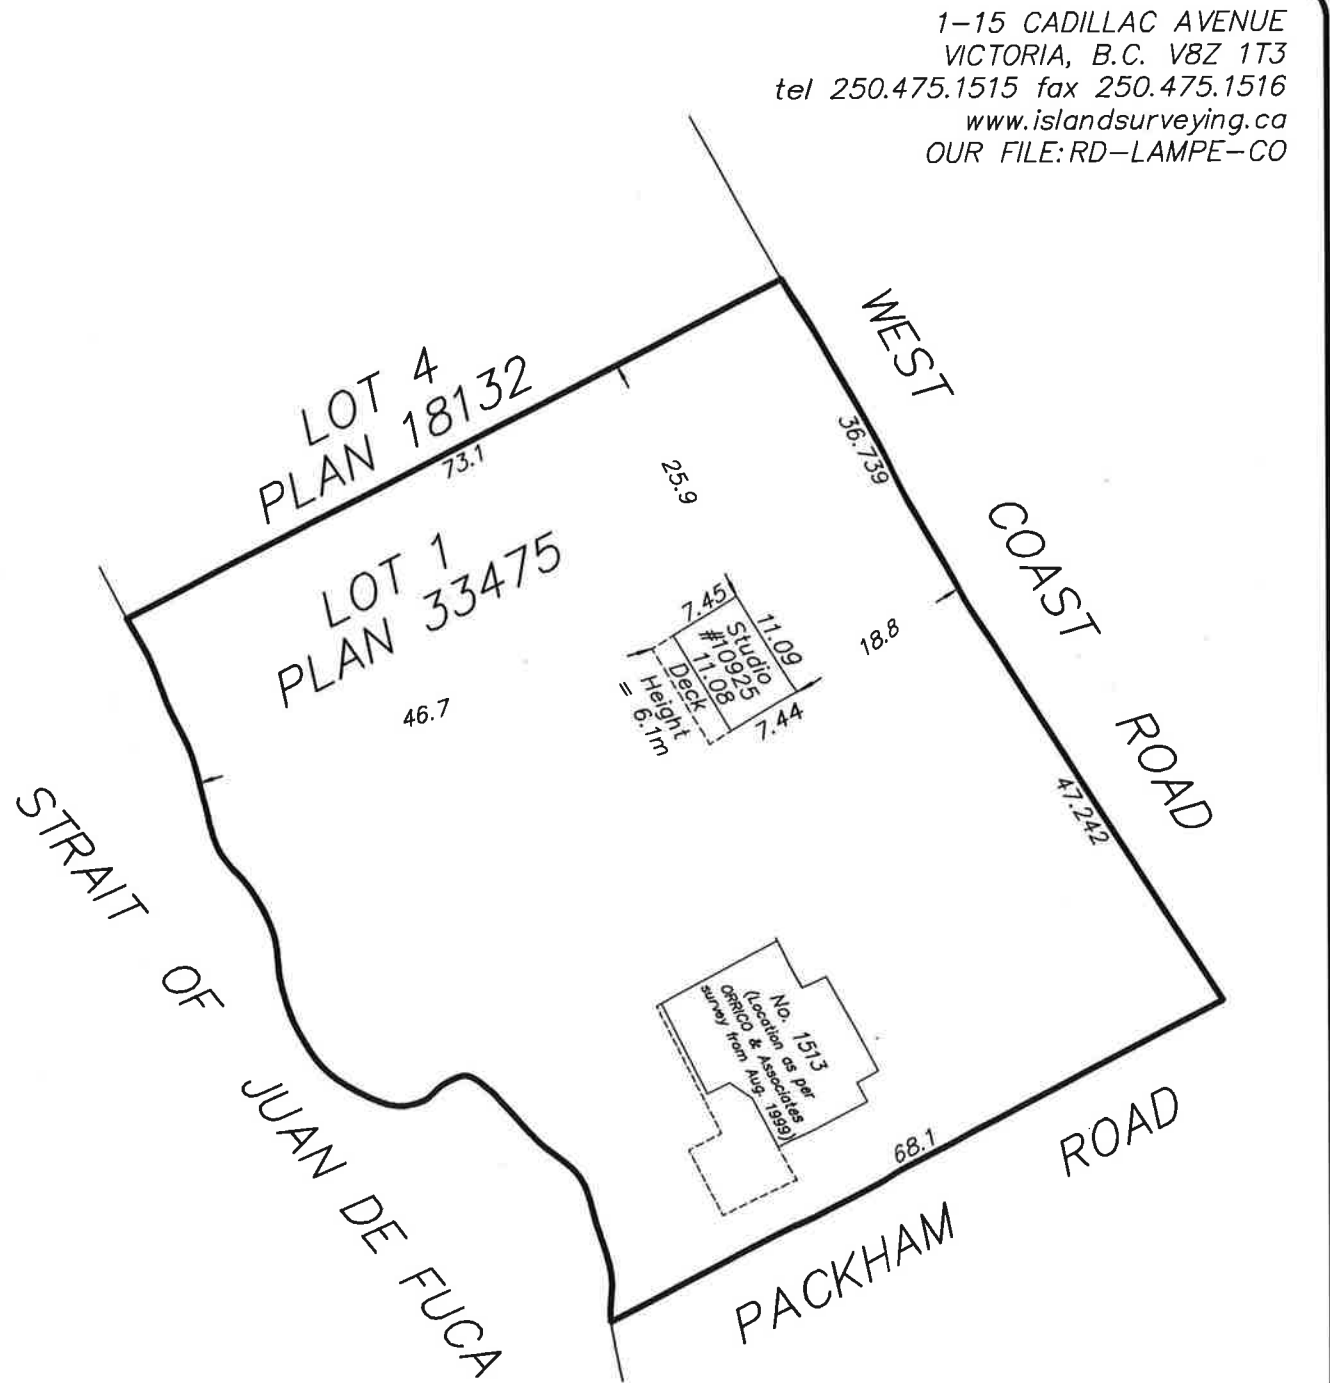 1-15 CADILLAC AVENUE
VICTORIA, B.C. V8Z 1T3
tel 250.475.1515 fax 250.475.1516
www.islandsurveying.ca
OUR FILE: RD-LAMPE-CO
WEST COAST ROAD
LOT 4
PLAN 18132
73.1
36.739
25.9
LOT 1
PLAN 33475
7.45
11.09
Studio
#10925
11.08
Deck
Height
= 6.1m
7.44
18.8
46.7
47.242
STRAIT OF JUAN DE FUCA
No. 1513
(Location as per
ORRICO & Associates
survey from Aug. 1999)
68.1
PACKHAM ROAD